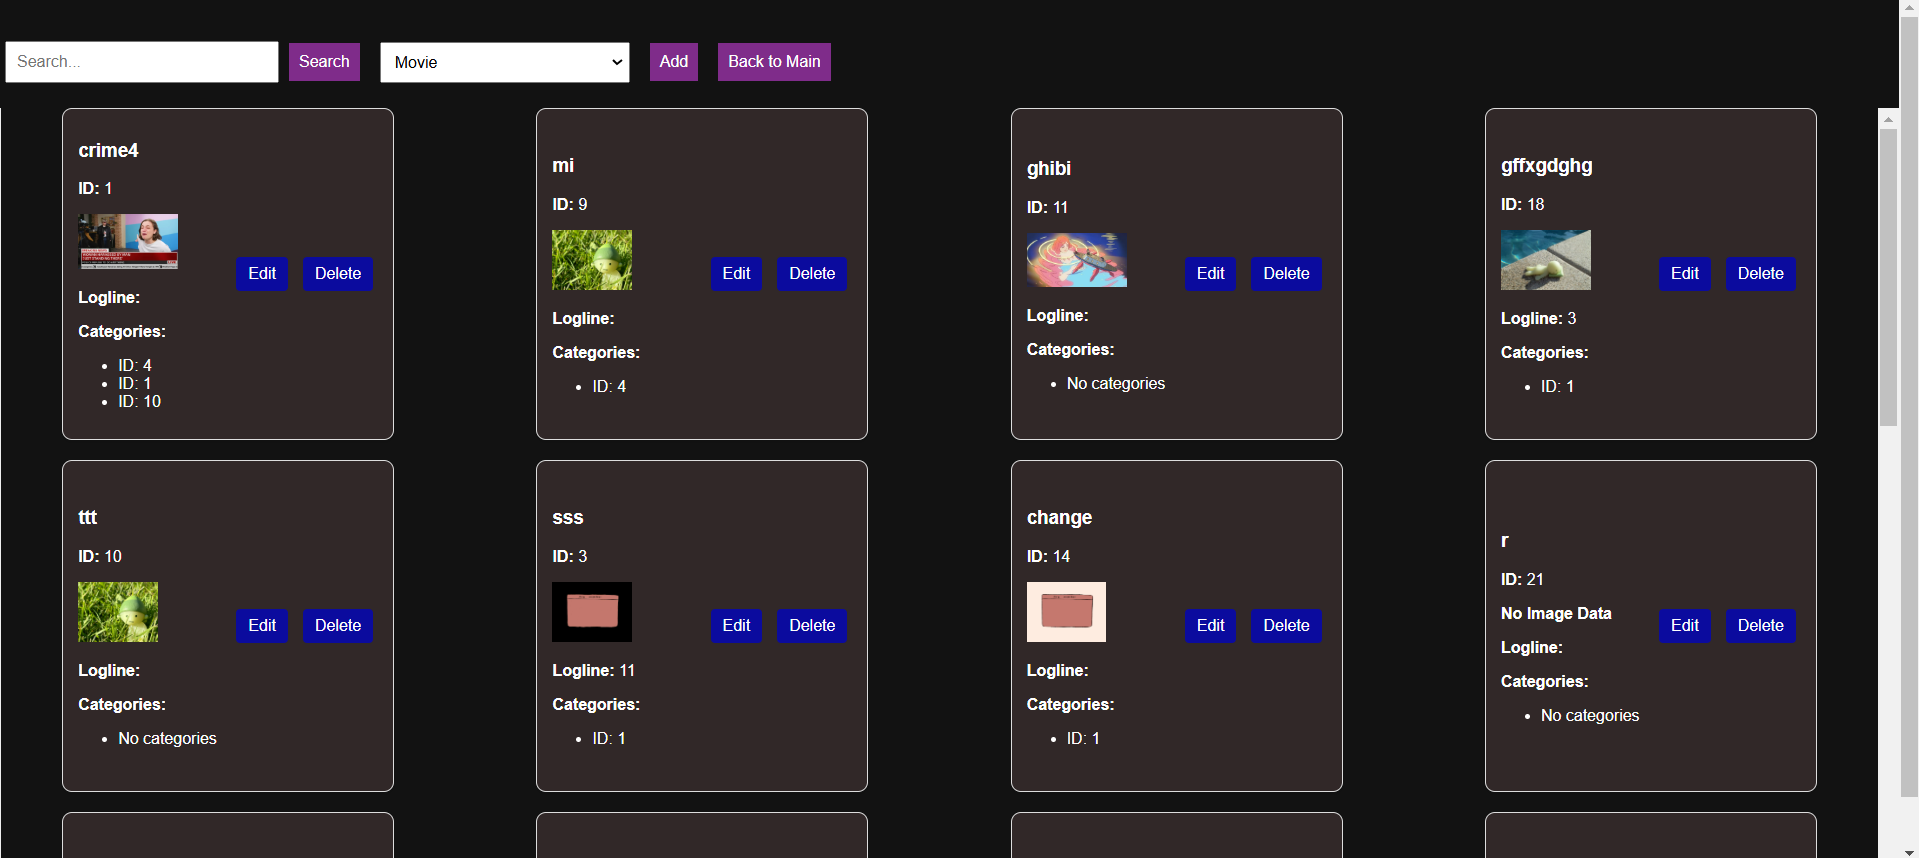 Search...
Search
Movie
Add
Back to Main
crime4
ID: 1
Edit
Delete
Logline:
Categories:
ID: 4
ID: 1
ID: 10
mi
ID: 9
Edit
Delete
Logline:
Categories:
ID: 4
ghibi
ID: 11
Edit
Delete
Logline:
Categories:
No categories
gffxgdghg
ID: 18
Edit
Delete
Logline: 3
Categories:
ID: 1
ttt
ID: 10
Edit
Delete
Logline:
Categories:
No categories
sss
ID: 3
Edit
Delete
Logline: 11
Categories:
ID: 1
change
ID: 14
Edit
Delete
Logline:
Categories:
ID: 1
r
ID: 21
No Image Data
Edit
Delete
Logline:
Categories:
No categories